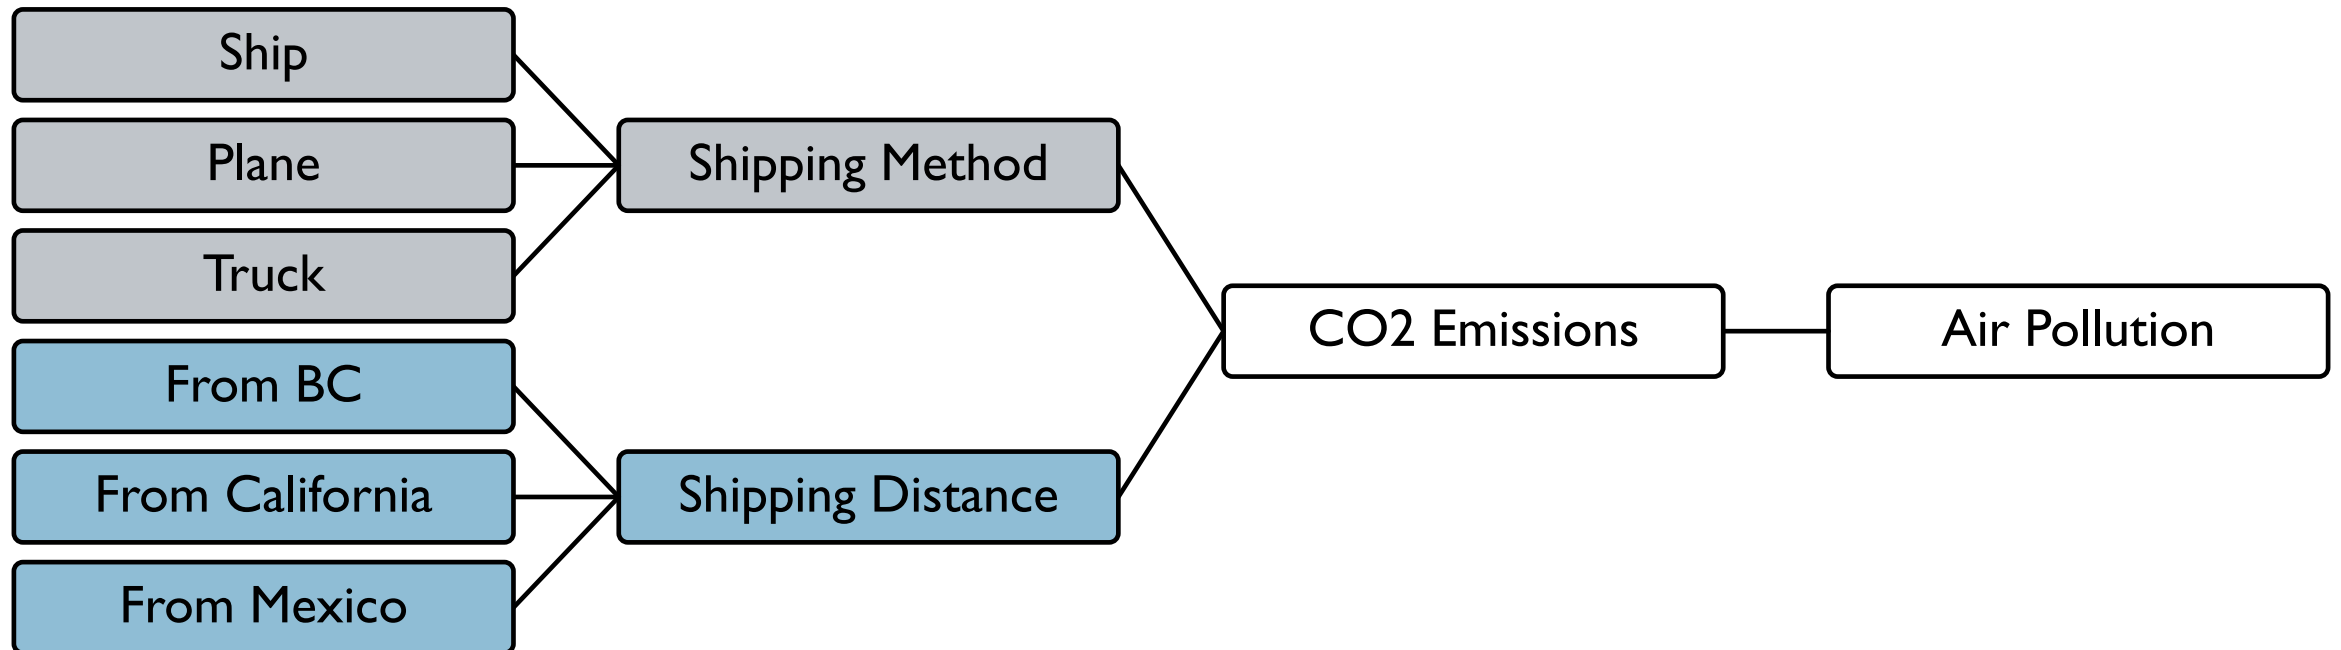 Ship
Plane
Truck
From BC
From California
From Mexico
Shipping Method
Shipping Distance
CO2 Emissions
Air Pollution